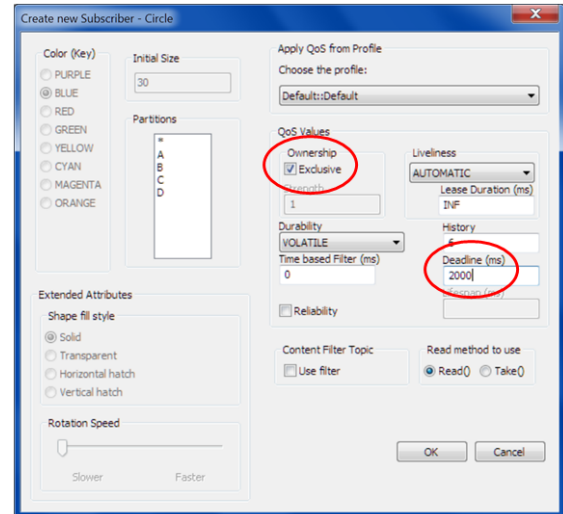 Create new Subscriber - Circle
Color (Key)
PURPLE
BLUE
RED
GREEN
YELLOW
CYAN
MAGENTA
ORANGE
Initial Size
30
Partitions
*
A
B
C
D
Extended Attributes
Shape fill style
Solid
Transparent
Horizontal hatch
Vertical hatch
Rotation Speed
Slower Faster
Apply QoS from Profile
Choose the profile:
Default::Default
QoS Values
Ownership
Exclusive
Strength
1
Liveliness
AUTOMATIC
Lease Duration (ms)
INF
Durability
VOLATILE
History
6
Time based Filter (ms)
0
Deadline (ms)
2000
Lifespan (ms)
Reliability
Content Filter Topic
Use filter
Read method to use
Read() Take()
OK Cancel